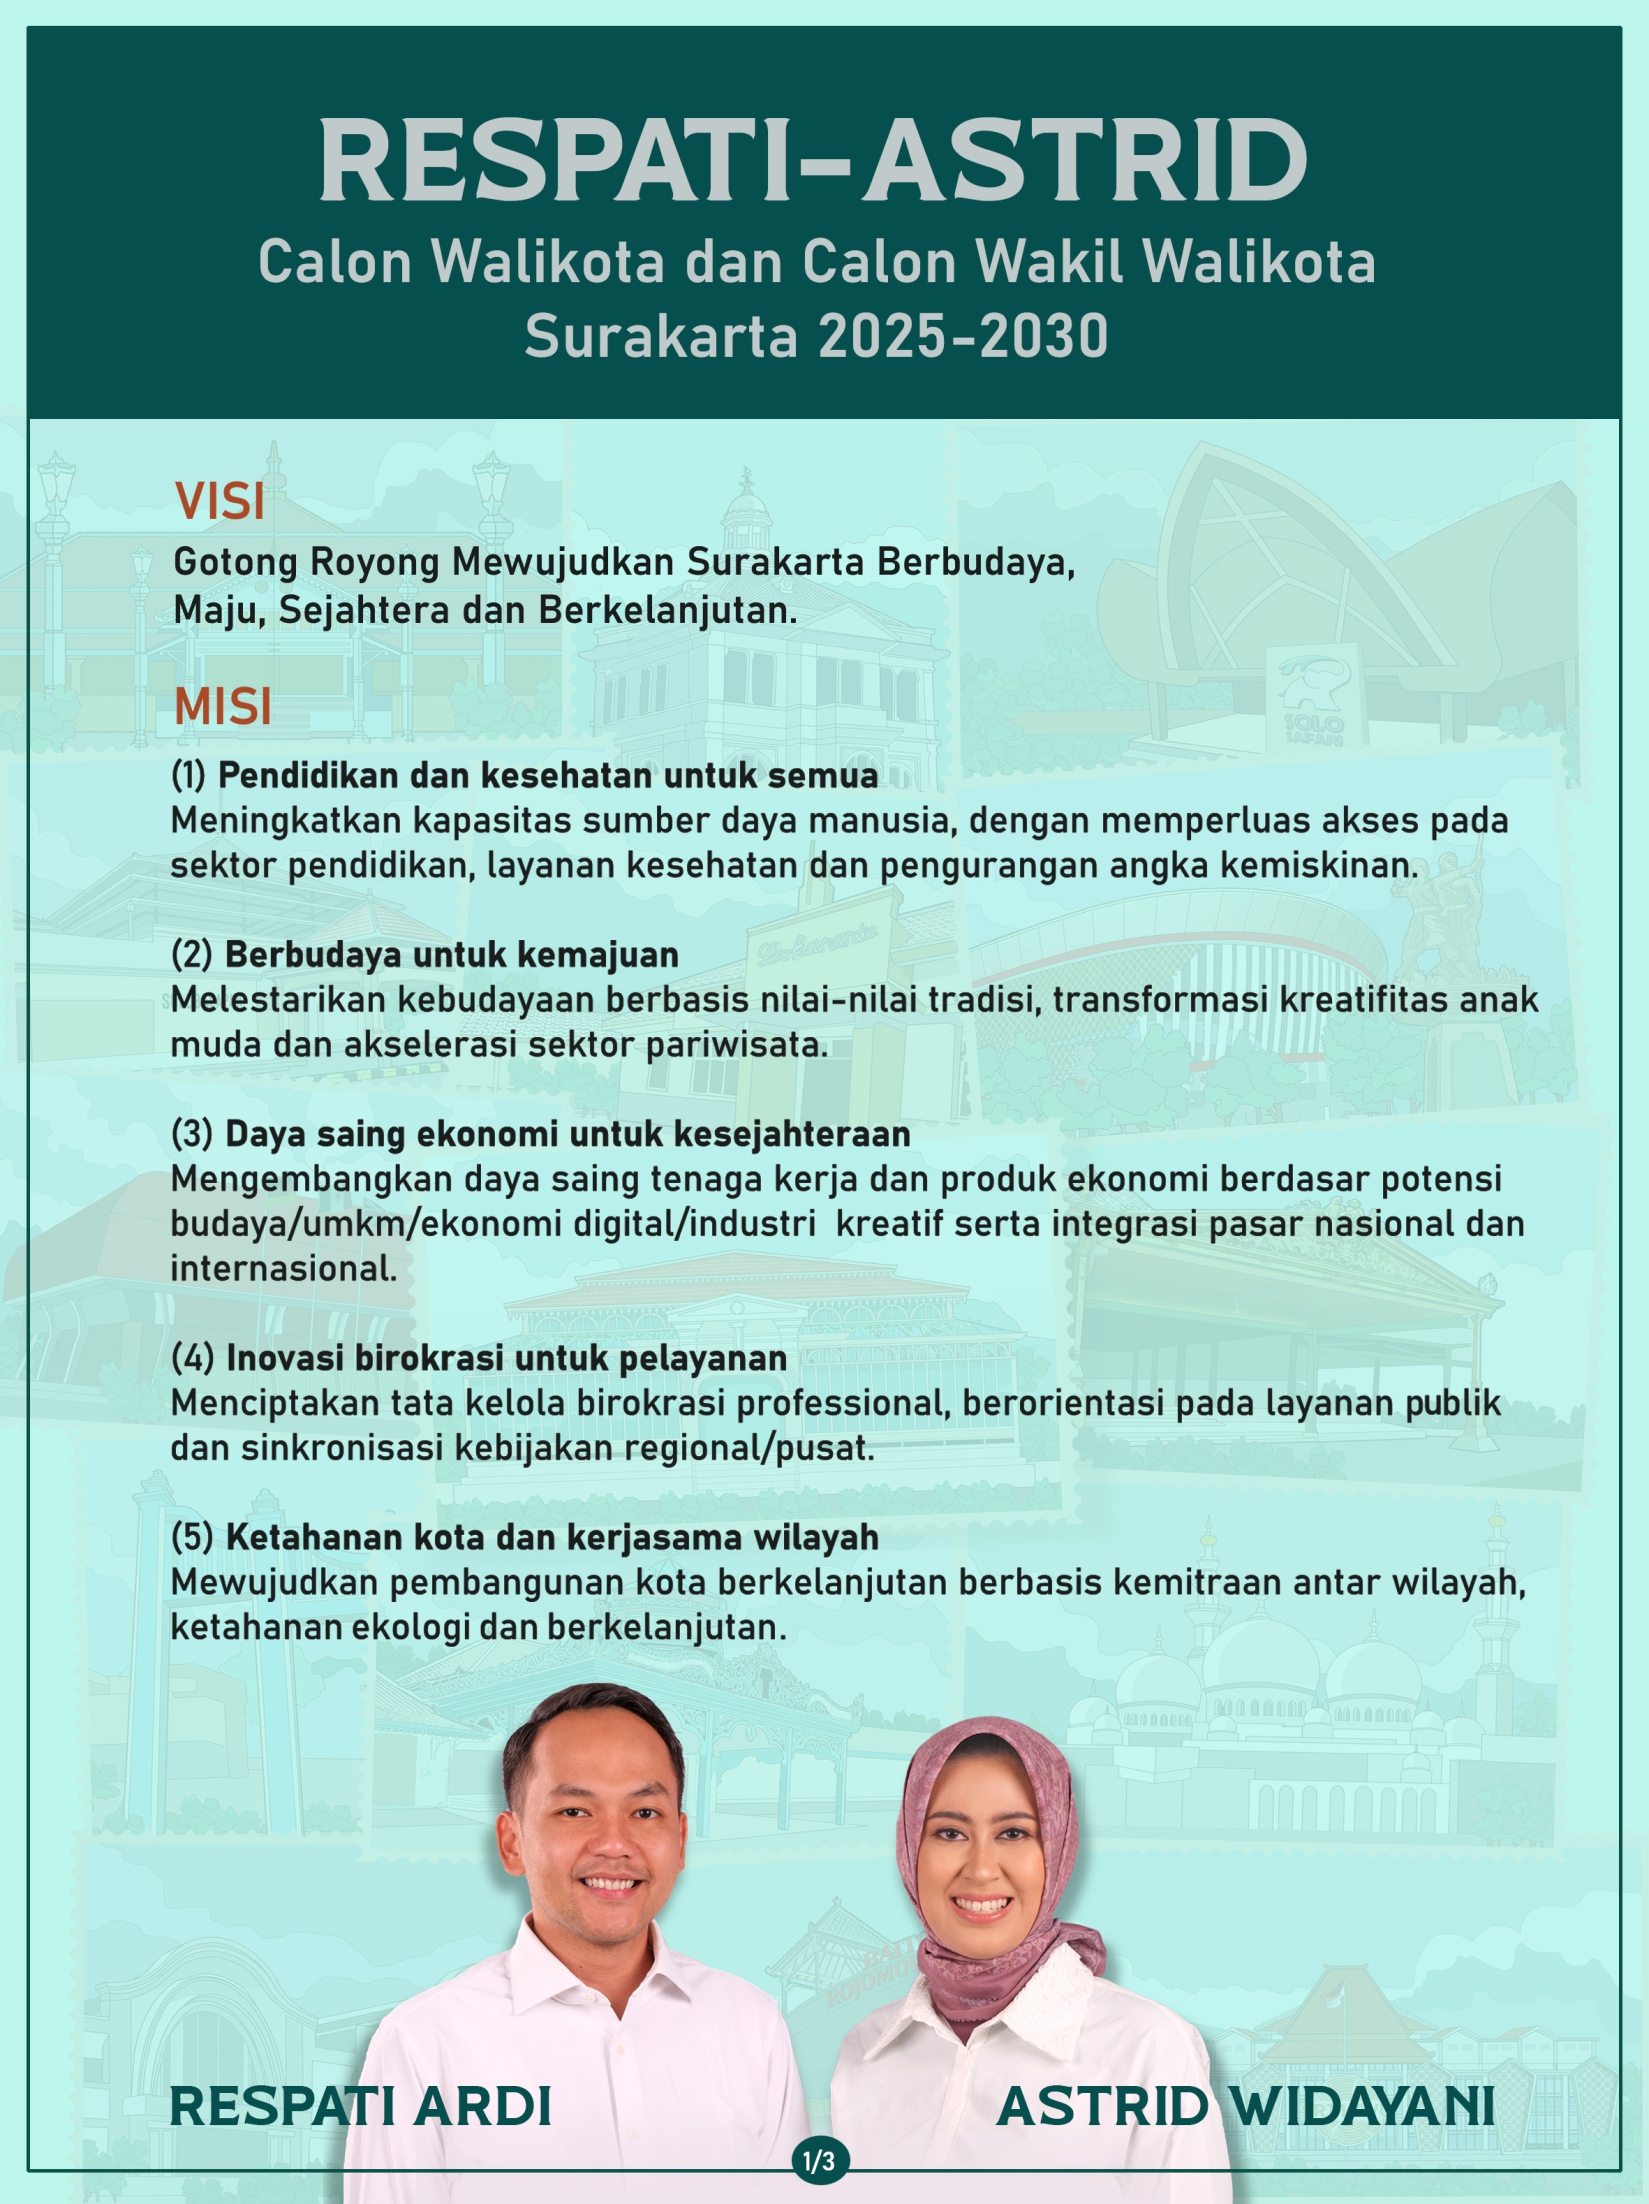 RESPATI-ASTRID
Calon Walikota dan Calon Wakil Walikota
Surakarta 2025-2030
VISI
Gotong Royong Mewujudkan Surakarta Berbudaya,
Maju, Sejahtera dan Berkelanjutan.
MISI
SOLO
SAFARI
(1) Pendidikan dan kesehatan untuk semua
Meningkatkan kapasitas sumber daya manusia, dengan memperluas akses pada
sektor pendidikan, layanan kesehatan dan pengurangan angka kemiskinan.
(2) Berbudaya untuk kemajuan
Lokananta
Melestarikan kebudayaan berbasis nilai-nilai tradisi, transformasi kreatifitas anak
muda dan akselerasi sektor pariwisata.
(3) Daya saing ekonomi untuk kesejahteraan
Mengembangkan daya saing tenaga kerja dan produk ekonomi berdasar potensi
budaya/umkm/ekonomi digital/industri  kreatif serta integrasi pasar nasional dan
internasional.
(4) Inovasi birokrasi untuk pelayanan
Menciptakan tata kelola birokrasi professional, berorientasi pada layanan publik
dan sinkronisasi kebijakan regional/pusat.
(5) Ketahanan kota dan kerjasama wilayah
Mewujudkan pembangunan kota berkelanjutan berbasis kemitraan antar wilayah,
ketahanan ekologi dan berkelanjutan.
RESPATI ARDI
ASTRID WIDAYANI
1/3